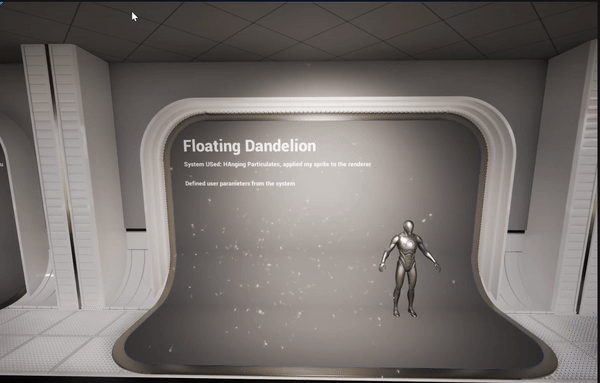 Floating Dandelion
System USed: HAnging Particulates, applied my sprite to the renderer
Defined user parameters from the system